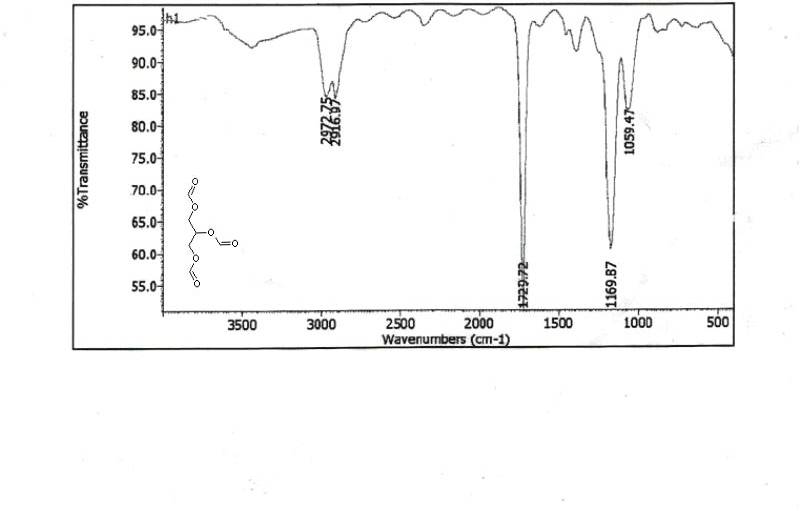 h1
95.0
90.0
85.0
80.0
75.0
70.0
65.0
60.0
55.0
%Transmittance
2972.75
2916.97
1729.72
1169.87
1059.47
O
O
O
O
O
O
3500 3000 2500 2000 1500 1000 500
Wavenumbers (cm-1)